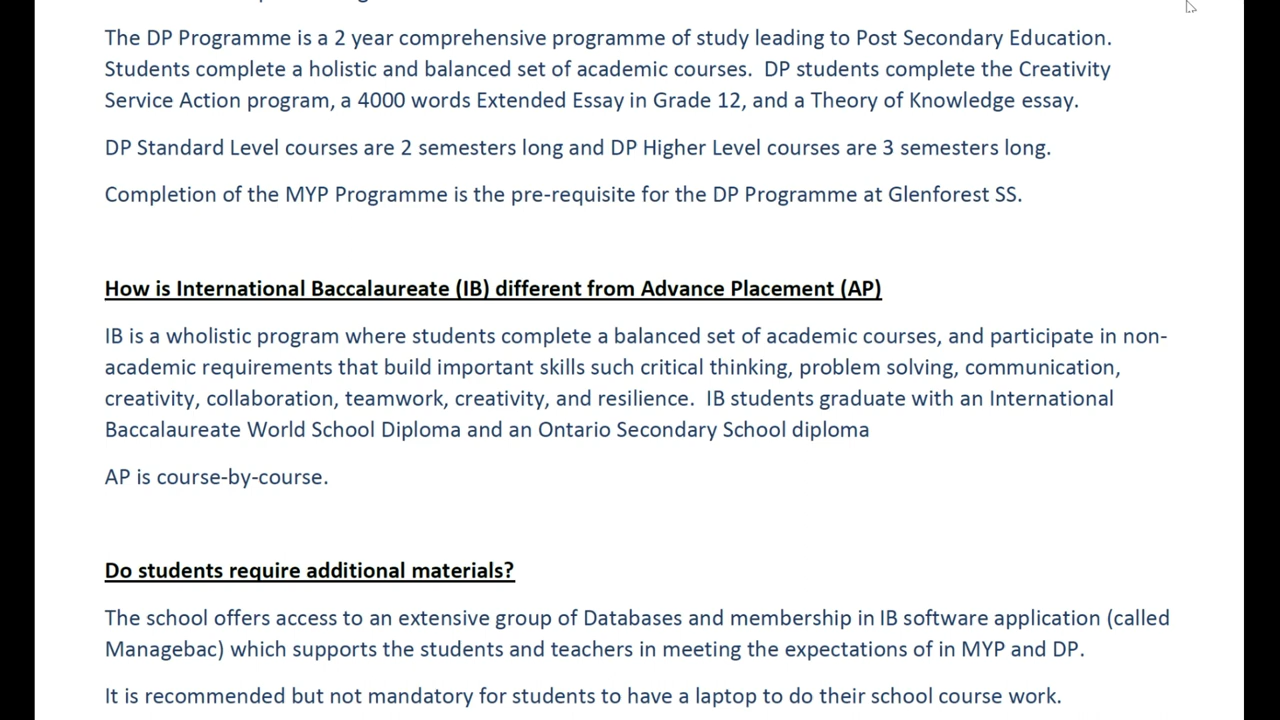 The DP Programme is a 2 year comprehensive programme of study leading to Post Secondary Education.
Students complete a holistic and balanced set of academic courses.  DP students complete the Creativity
Service Action program, a 4000 words Extended Essay in Grade 12, and a Theory of Knowledge essay.
DP Standard Level courses are 2 semesters long and DP Higher Level courses are 3 semesters long.
Completion of the MYP Programme is the pre-requisite for the DP Programme at Glenforest SS.
How is International Baccalaureate (IB) different from Advance Placement (AP)
IB is a wholistic program where students complete a balanced set of academic courses, and participate in non-
academic requirements that build important skills such critical thinking, problem solving, communication,
creativity, collaboration, teamwork, creativity, and resilience.  IB students graduate with an International
Baccalaureate World School Diploma and an Ontario Secondary School diploma
AP is course-by-course.
Do students require additional materials?
The school offers access to an extensive group of Databases and membership in IB software application (called
Managebac) which supports the students and teachers in meeting the expectations of in MYP and DP.
It is recommended but not mandatory for students to have a laptop to do their school course work.